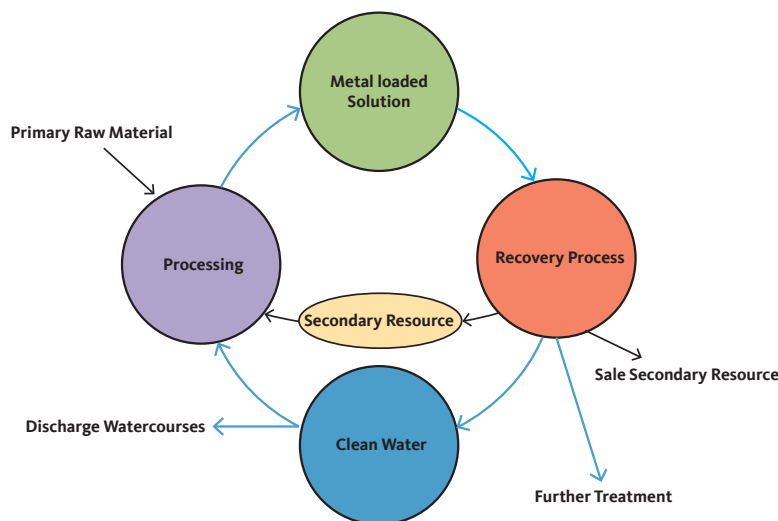 Metal loaded
Solution
Primary Raw Material
Processing
Recovery Process
Secondary Resource
Sale Secondary Resource
Discharge Watercourses
Clean Water
Further Treatment